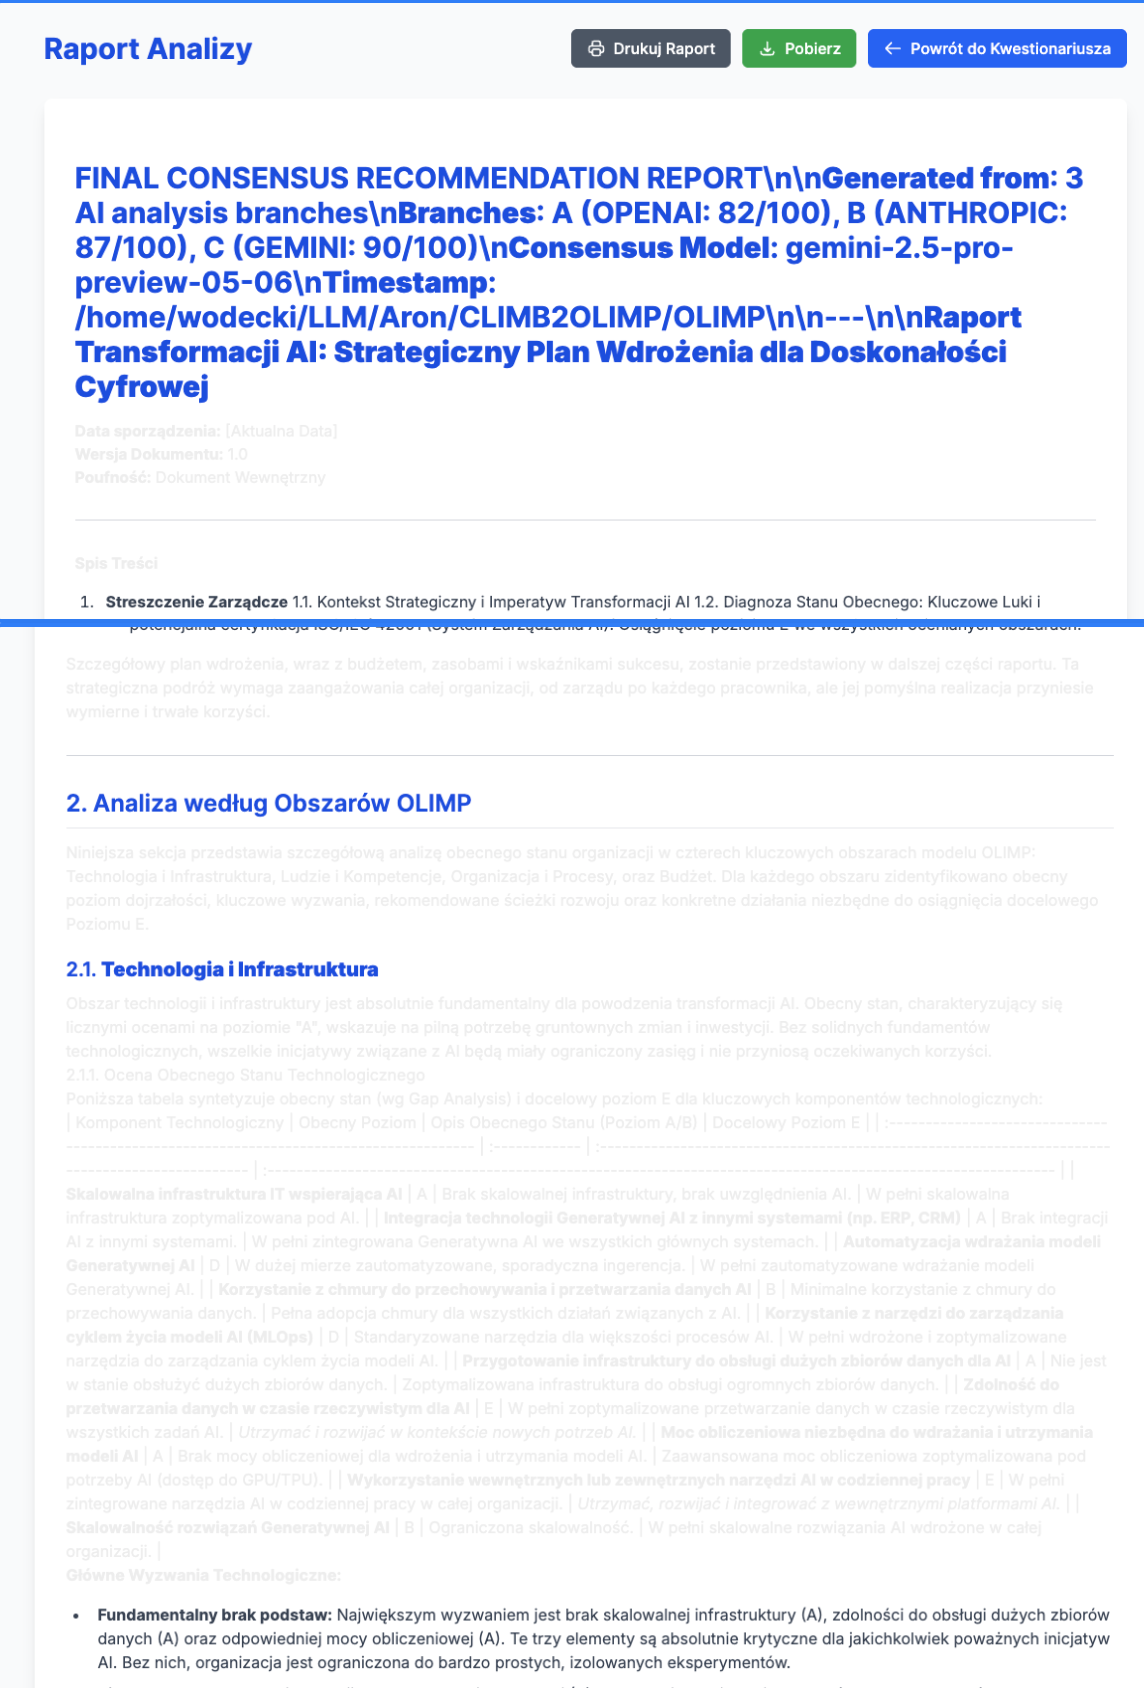 Raport Analizy
Drukuj Raport
Pobierz
Powrót do Kwestionariusza
FINAL CONSENSUS RECOMMENDATION REPORT\n\nGenerated from: 3
AI analysis branches\nBranches: A (OPENAI: 82/100), B (ANTHROPIC:
87/100), C (GEMINI: 90/100)\nConsensus Model: gemini-2.5-pro-
preview-05-06\nTimestamp:
/home/wodecki/LLM/Aron/CLIMB2OLIMP/OLIMP\n\n---\n\nRaport
Transformacji AI: Strategiczny Plan Wdrożenia dla Doskonałości
Cyfrowej
Data sporządzenia: [Aktualna Data]
Wersja Dokumentu: 1.0
Poufność: Dokument Wewnętrzny
Spis Treści
1. Streszczenie Zarządcze 1.1. Kontekst Strategiczny i Imperatyw Transformacji AI 1.2. Diagnoza Stanu Obecnego: Kluczowe Luki i
potencjalna certyfikacja ISO/IEC 42001 (System Zarządzania AI). Osiągnięcie poziomu E we wszystkich ocenianych obszarach.
Szczegółowy plan wdrożenia, wraz z budżetem, zasobami i wskaźnikami sukcesu, zostanie przedstawiony w dalszej części raportu. Ta
strategiczna podróż wymaga zaangażowania całej organizacji, od zarządu po każdego pracownika, ale jej pomyślna realizacja przyniesie
wymierne i trwałe korzyści.
2. Analiza według Obszarów OLIMP
Niniejsza sekcja przedstawia szczegółową analizę obecnego stanu organizacji w czterech kluczowych obszarach modelu OLIMP:
Technologia i Infrastruktura, Ludzie i Kompetencje, Organizacja i Procesy, oraz Budżet. Dla każdego obszaru zidentyfikowano obecny
poziom dojrzałości, kluczowe wyzwania, rekomendowane ścieżki rozwoju oraz konkretne działania niezbędne do osiągnięcia docelowego
Poziomu E.
2.1. Technologia i Infrastruktura
Obszar technologii i infrastruktury jest absolutnie fundamentalny dla powodzenia transformacji AI. Obecny stan, charakteryzujący się
licznymi ocenami na poziomie "A", wskazuje na pilną potrzebę gruntownych zmian i inwestycji. Bez solidnych fundamentów
technologicznych, wszelkie inicjatywy związane z AI będą miały ograniczony zasięg i nie przyniosą oczekiwanych korzyści.
2.1.1. Ocena Obecnego Stanu Technologicznego
Poniższa tabela syntetyzuje obecny stan (wg Gap Analysis) i docelowy poziom E dla kluczowych komponentów technologicznych:
| Komponent Technologiczny | Obecny Poziom | Opis Obecnego Stanu (Poziom A/B) | Docelowy Poziom E | | :------------------------------
-------------------------------------------------------- | :------------ | :----------------------------------------------------------------------
------------------------- | :------------------------------------------------------------------------------------------------------------ | |
Skalowalna infrastruktura IT wspierająca AI | A | Brak skalowalnej infrastruktury, brak uwzględnienia AI. | W pełni skalowalna
infrastruktura zoptymalizowana pod AI. | | Integracja technologii Generatywnej AI z innymi systemami (np. ERP, CRM) | A | Brak integracji
AI z innymi systemami. | W pełni zintegrowana Generatywna AI we wszystkich głównych systemach. | | Automatyzacja wdrażania modeli
Generatywnej AI | D | W dużej mierze zautomatyzowane, sporadyczna ingerencja. | W pełni zautomatyzowane wdrażanie modeli
Generatywnej AI. | | Korzystanie z chmury do przechowywania i przetwarzania danych AI | B | Minimalne korzystanie z chmury do
przechowywania danych. | Pełna adopcja chmury dla wszystkich działań związanych z AI. | | Korzystanie z narzędzi do zarządzania
cyklem życia modeli AI (MLOps) | D | Standaryzowane narzędzia dla większości procesów AI. | W pełni wdrożone i zoptymalizowane
narzędzia do zarządzania cyklem życia modeli AI. | | Przygotowanie infrastruktury do obsługi dużych zbiorów danych dla AI | A | Nie jest
w stanie obsłużyć dużych zbiorów danych. | Zoptymalizowana infrastruktura do obsługi ogromnych zbiorów danych. | | Zdolność do
przetwarzania danych w czasie rzeczywistym dla AI | E | W pełni zoptymalizowane przetwarzanie danych w czasie rzeczywistym dla
wszystkich zadań AI. | Utrzymać i rozwijać w kontekście nowych potrzeb AI. | | Moc obliczeniowa niezbędna do wdrażania i utrzymania
modeli AI | A | Brak mocy obliczeniowej dla wdrożenia i utrzymania modeli AI. | Zaawansowana moc obliczeniowa zoptymalizowana pod
potrzeby AI (dostęp do GPU/TPU). | | Wykorzystanie wewnętrznych lub zewnętrznych narzędzi AI w codziennej pracy | E | W pełni
zintegrowane narzędzia AI w codziennej pracy w całej organizacji. | Utrzymać, rozwijać i integrować z wewnętrznymi platformami AI. | |
Skalowalność rozwiązań Generatywnej AI | B | Ograniczona skalowalność. | W pełni skalowalne rozwiązania AI wdrożone w całej
organizacji. |
Główne Wyzwania Technologiczne:
• Fundamentalny brak podstaw: Największym wyzwaniem jest brak skalowalnej infrastruktury (A), zdolności do obsługi dużych zbiorów
danych (A) oraz odpowiedniej mocy obliczeniowej (A). Te trzy elementy są absolutnie krytyczne dla jakichkolwiek poważnych inicjatyw
AI. Bez nich, organizacja jest ograniczona do bardzo prostych, izolowanych eksperymentów.